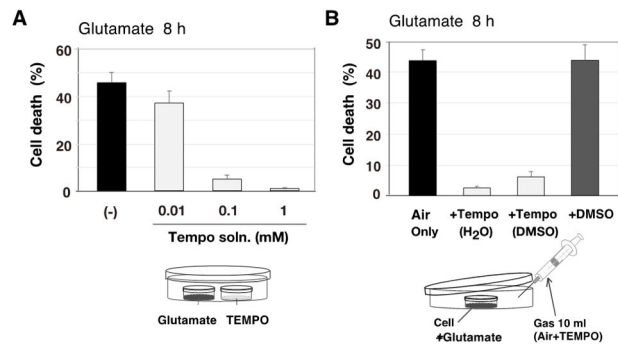 A
Glutamate 8 h
Cell death (%)
60
40
20
0
(-)
0.01
0.1
1
Tempo soln. (mM)
Glutamate
TEMPO
B
Glutamate 8 h
Cell death (%)
50
40
30
20
10
0
Air
Only
+Tempo
(H2O)
+Tempo
(DMSO)
+DMSO
Cell
+Glutamate
Gas 10 ml
(Air+TEMPO)